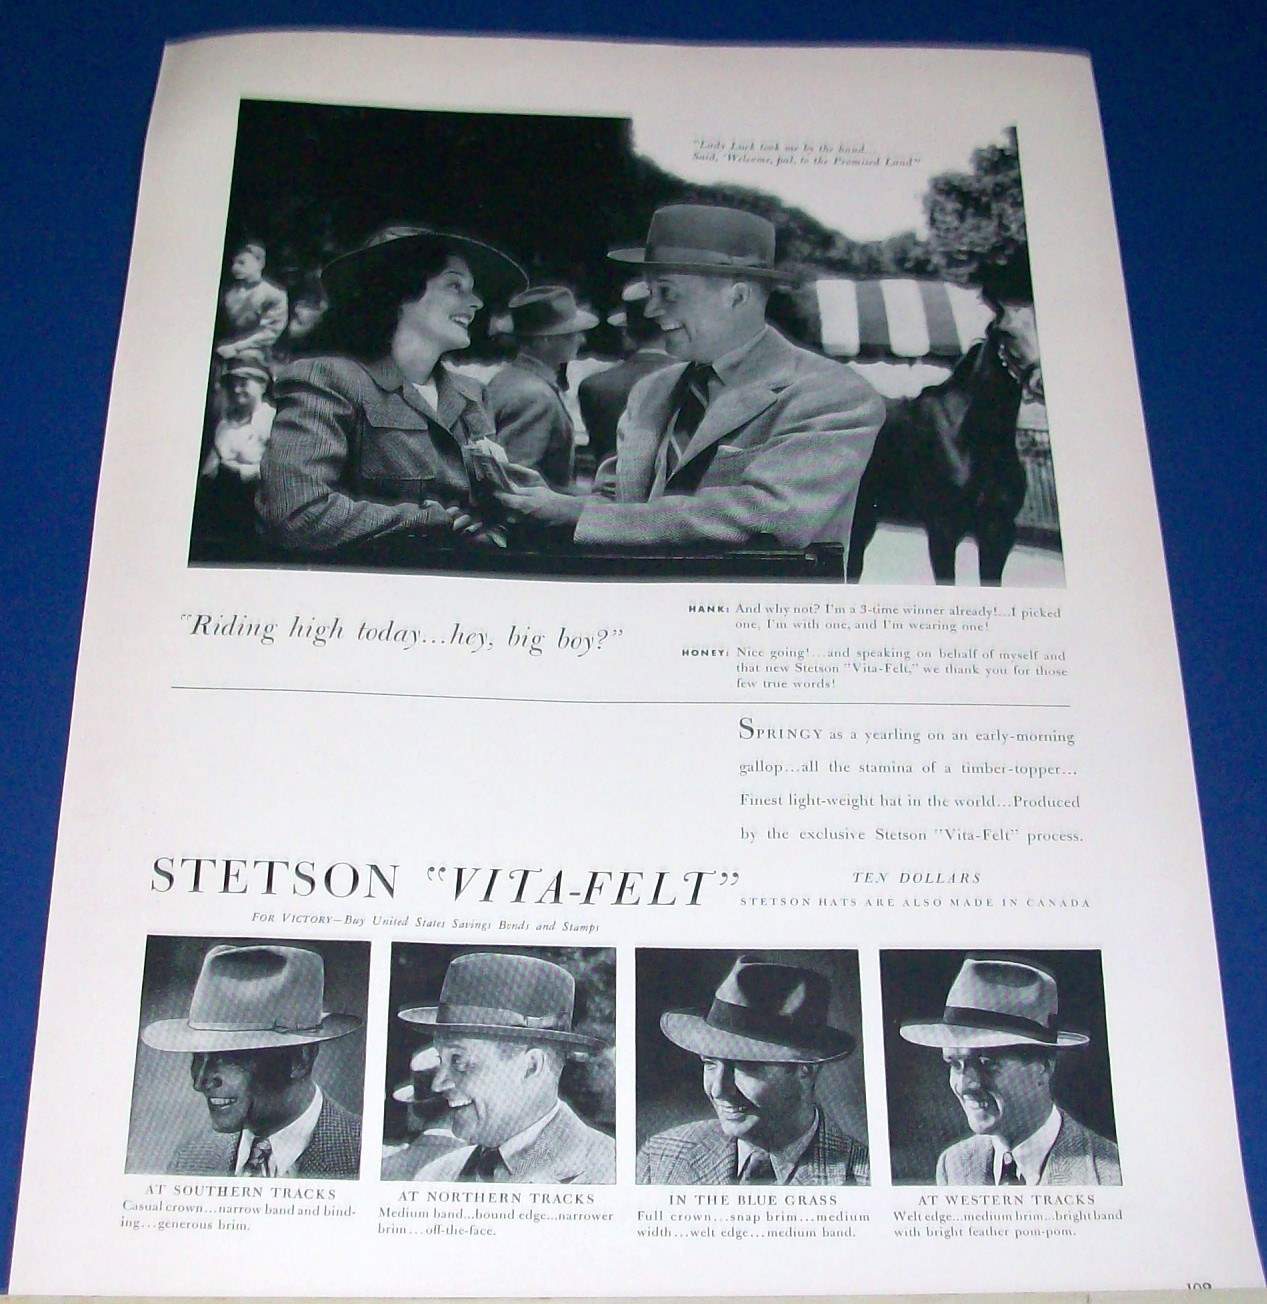 "Lady Luck took me by the hand...
Said, 'Welcome, pal, to the Promised Land'"
"Riding high today...hey, big boy?"
HANK: And why not? I'm a 3-time winner already!...I picked
one, I'm with one, and I'm wearing one!
HONEY: Nice going!...and speaking on behalf of myself and
that new Stetson "Vita-Felt," we thank you for those
few true words!
SPRINGY as a yearling on an early-morning
gallop...all the stamina of a timber-topper...
Finest light-weight hat in the world...Produced
by the exclusive Stetson "Vita-Felt" process.
STETSON "VITA-FELT"
TEN DOLLARS
STETSON HATS ARE ALSO MADE IN CANADA
FOR VICTORY—Buy United States Savings Bonds and Stamps
AT SOUTHERN TRACKS
Casual crown...narrow band and bind-
ing...generous brim.
AT NORTHERN TRACKS
Medium band...bound edge...narrower
brim...off-the-face.
IN THE BLUE GRASS
Full crown...snap brim...medium
width...welt edge...medium band.
AT WESTERN TRACKS
Welt edge...medium brim...bright band
with bright feather pom-pom.
109